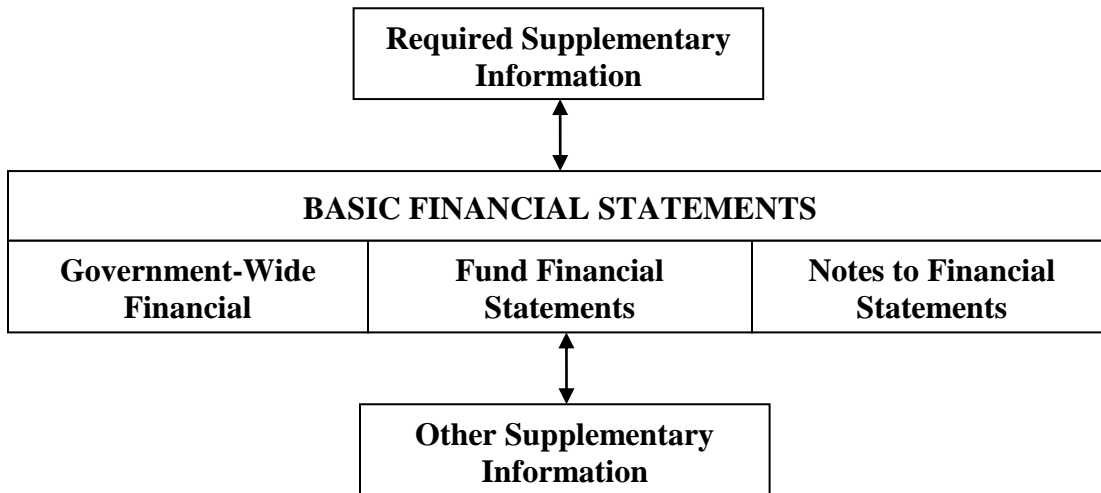 Required Supplementary
Information
BASIC FINANCIAL STATEMENTS
Government-Wide
Financial
Fund Financial
Statements
Notes to Financial
Statements
Other Supplementary
Information